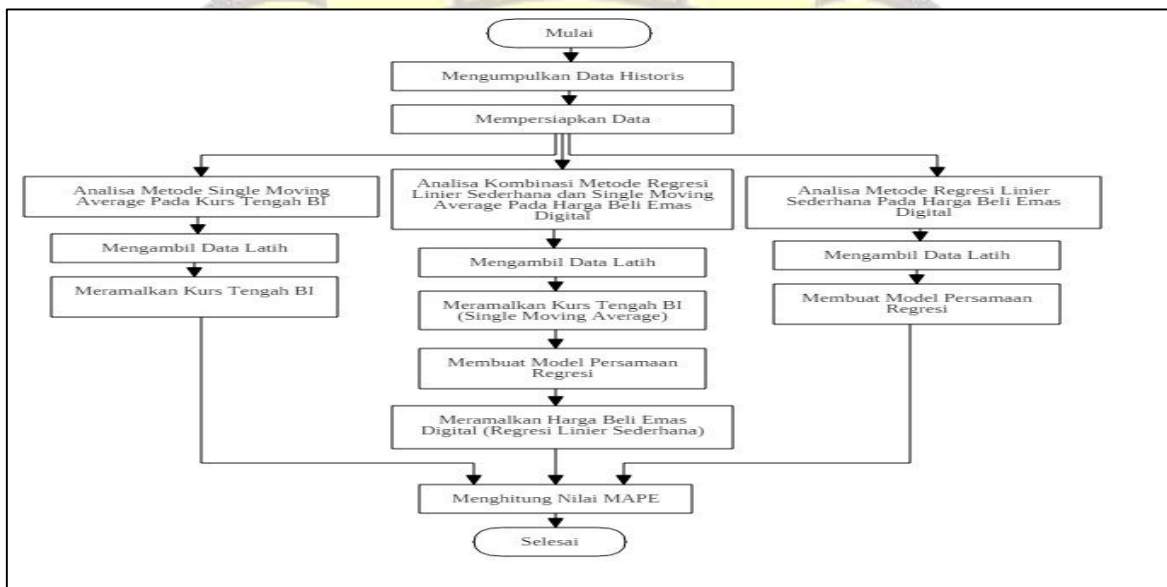 Mulai
Mengumpulkan Data Historis
Mempersiapkan Data
Analisa Metode Single Moving
Average Pada Kurs Tengah BI
Mengambil Data Latih
Meramalkan Kurs Tengah BI
Analisa Kombinasi Metode Regresi
Linier Sederhana dan Single Moving
Average Pada Harga Beli Emas
Digital
Mengambil Data Latih
Meramalkan Kurs Tengah BI
(Single Moving Average)
Membuat Model Persamaan
Regresi
Meramalkan Harga Beli Emas
Digital (Regresi Linier Sederhana)
Analisa Metode Regresi Linier
Sederhana Pada Harga Beli Emas
Digital
Mengambil Data Latih
Membuat Model Persamaan
Regresi
Menghitung Nilai MAPE
Selesai